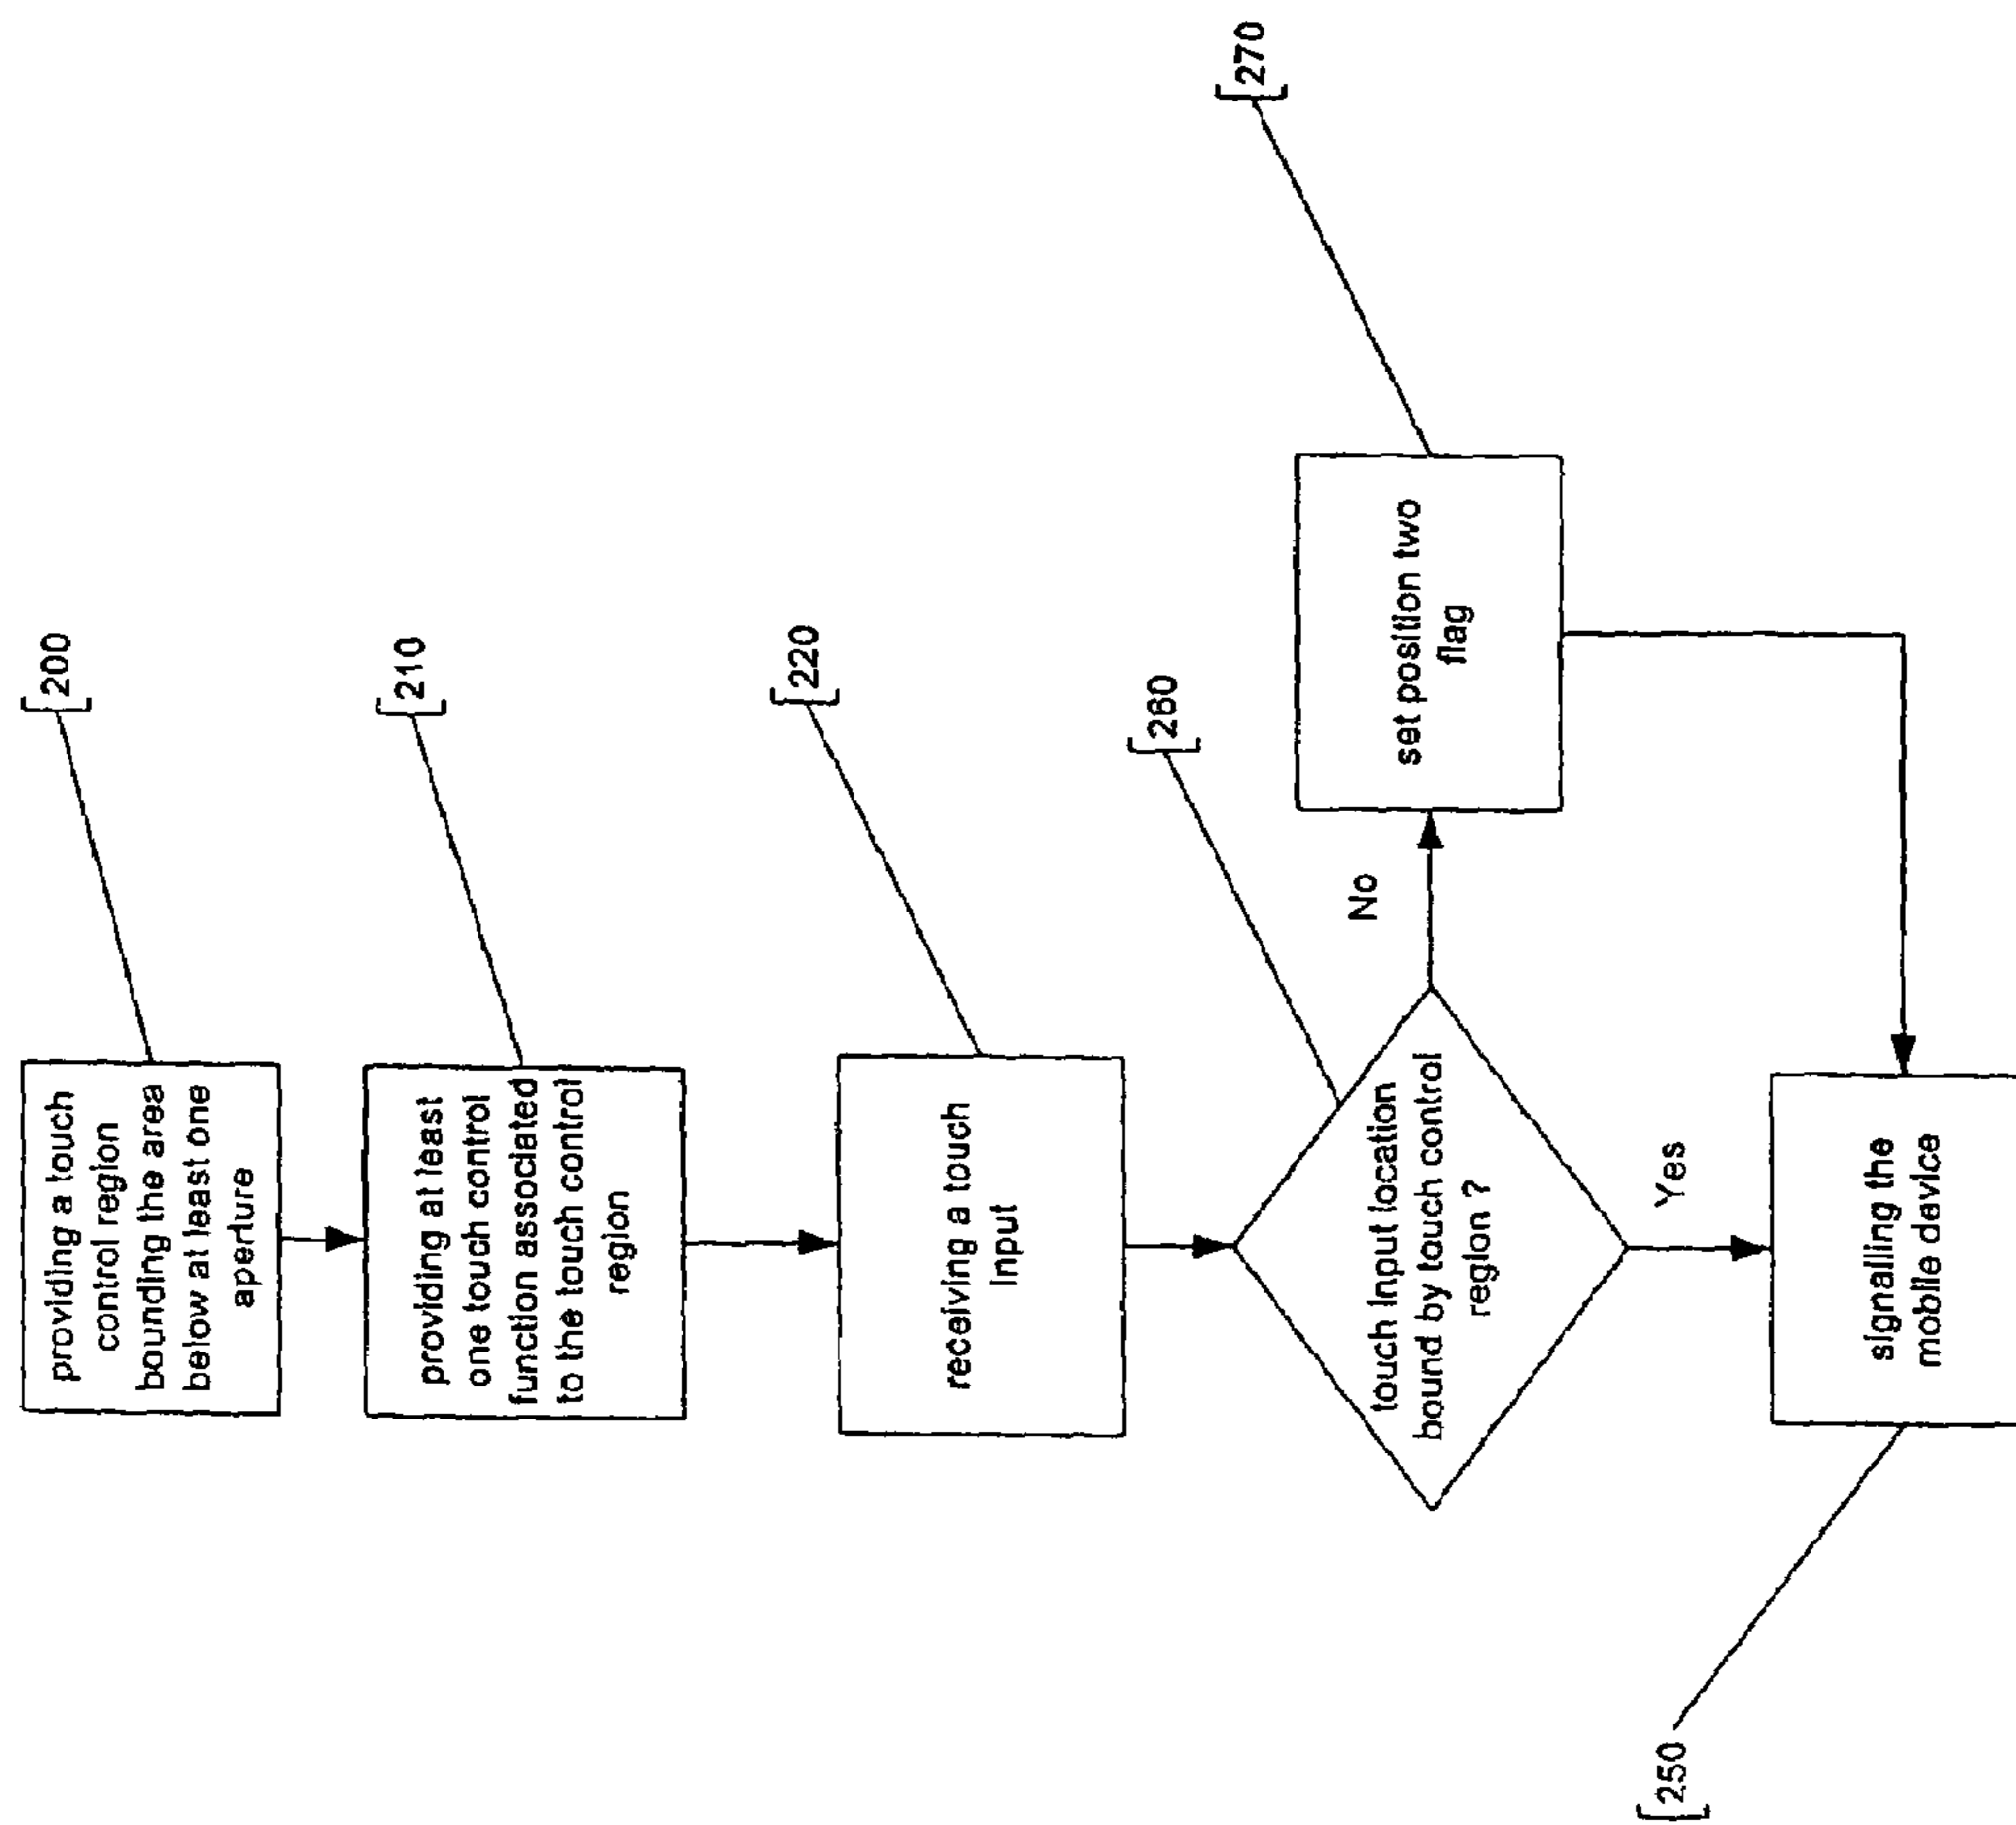 [200
providing a touch
control region
bounding the area
below at least one
aperture
[210
providing at least
one touch control
function associated
to the touch control
region
[220
receiving a touch
input
[260
touch input location
bound by touch control
region ?
No
[270
set position two
flag
Yes
[250
signalling the
mobile device